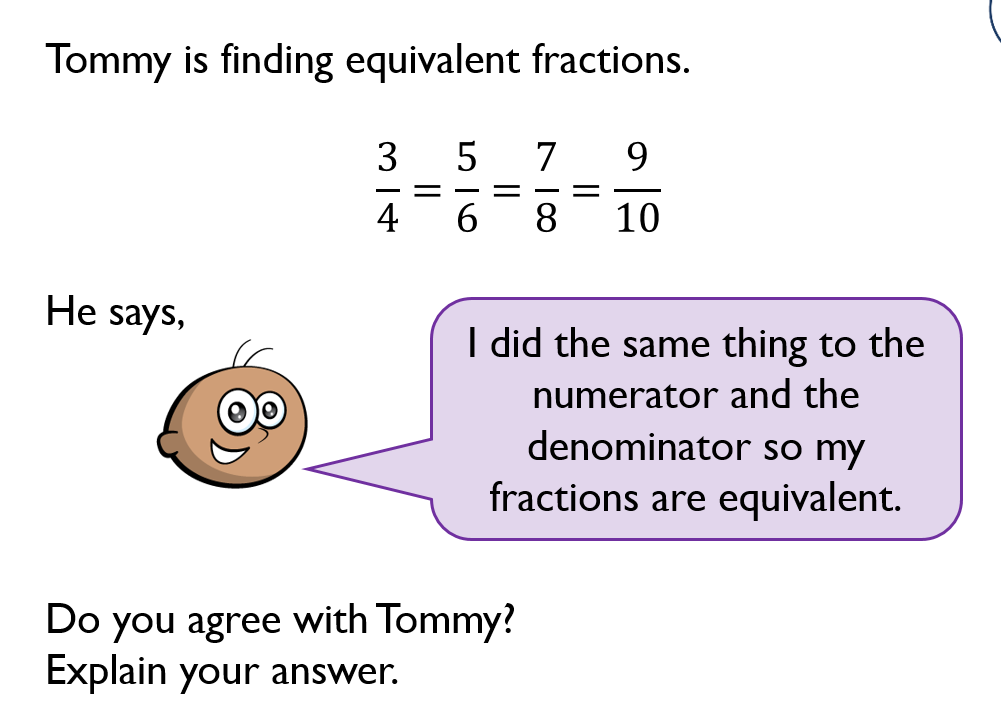 Tommy is finding equivalent fractions.
3/4 = 5/6 = 7/8 = 9/10
He says,
I did the same thing to the
numerator and the
denominator so my
fractions are equivalent.
Do you agree with Tommy?
Explain your answer.